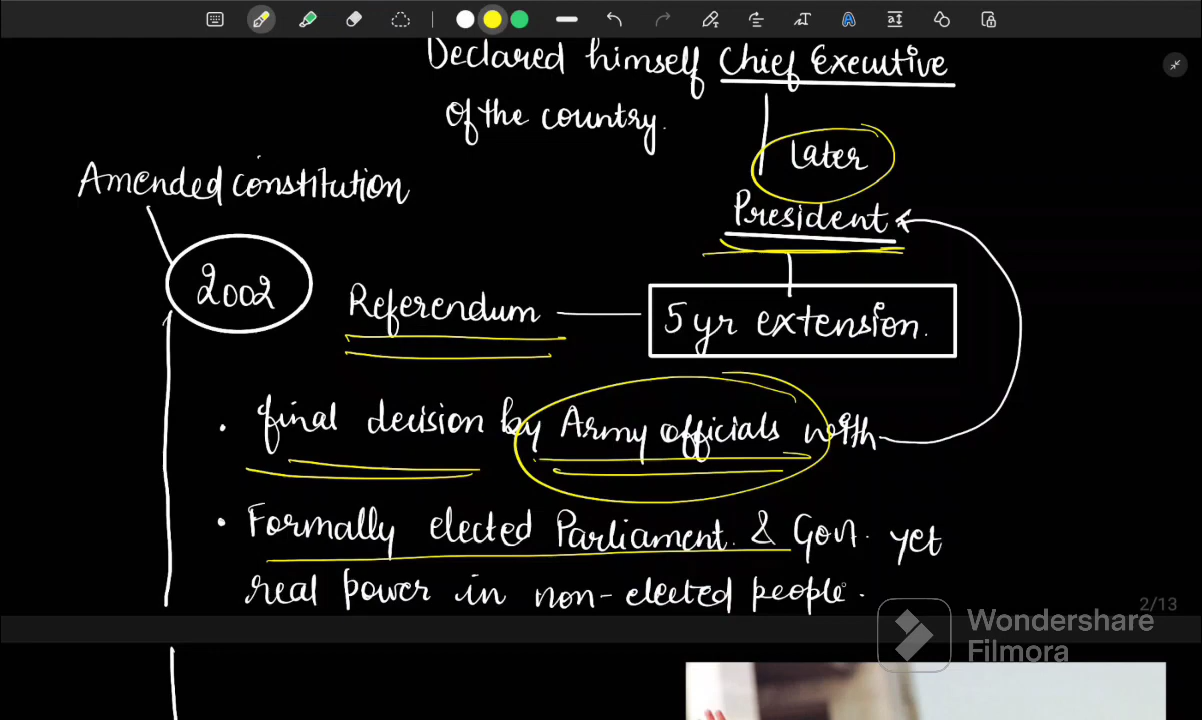 Declared himself Chief Executive
of the country.
Later
Amended constitution
President
2002
Referendum
5 yr extension.
. final decision by Army officials with
• Formally elected Parliament. & Gov. yet
real power in non-elected people.
2/13
Wondershare
Filmora